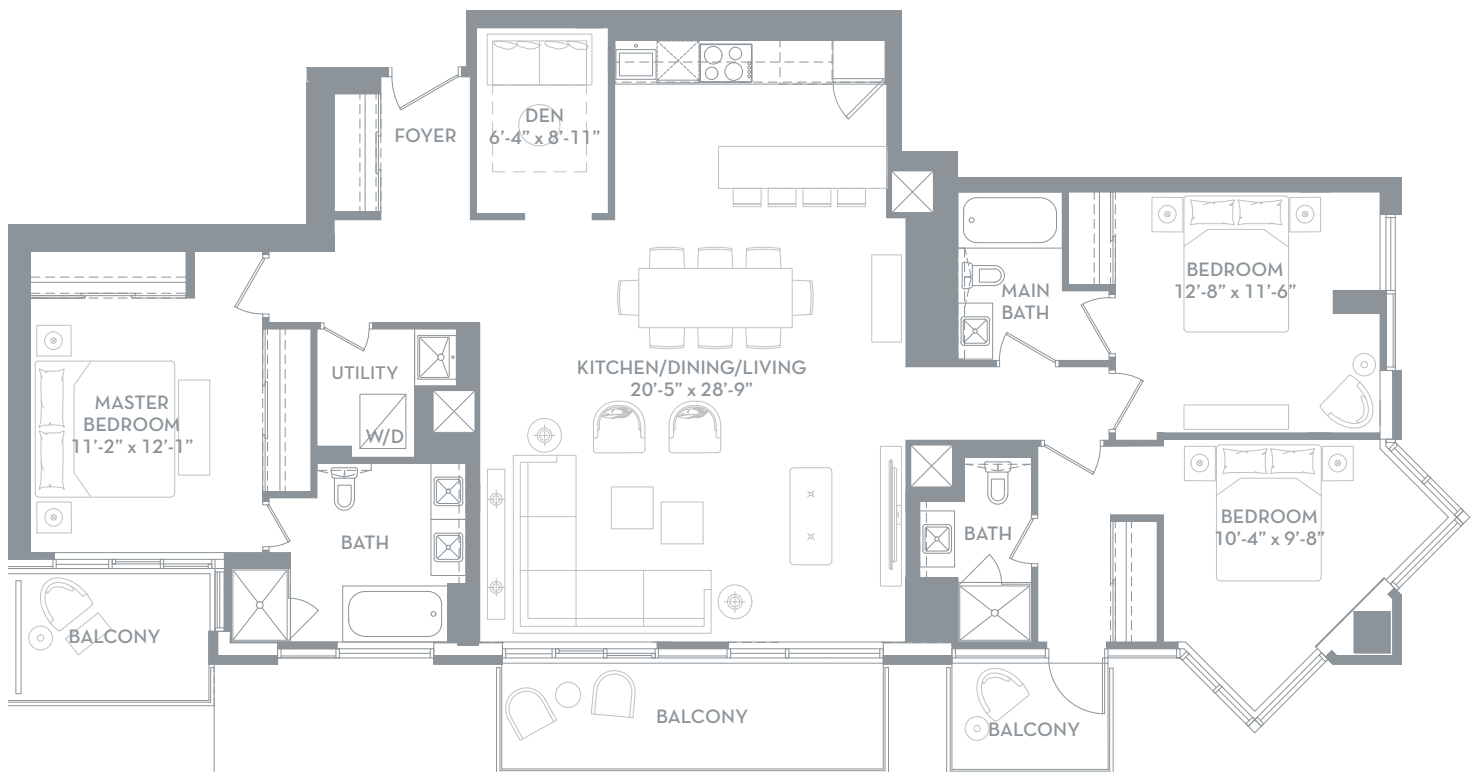 DEN
6'-4” x 8'-11”
FOYER
MAIN
BATH
BEDROOM
12'-8” x 11'-6”
KITCHEN/DINING/LIVING
20'-5” x 28'-9”
UTILITY
W/D
MASTER
BEDROOM
11'-2” x 12'-1”
BATH
BATH
BEDROOM
10'-4” x 9'-8”
BALCONY
BALCONY
BALCONY